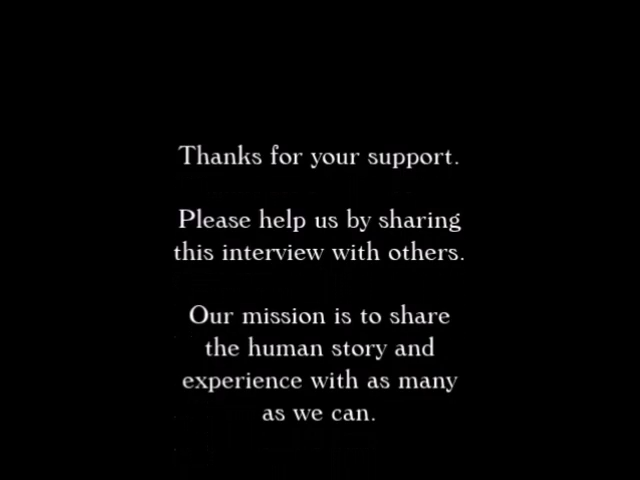 Thanks for your support.
Please help us by sharing
this interview with others.
Our mission is to share
the human story and
experience with as many
as we can.